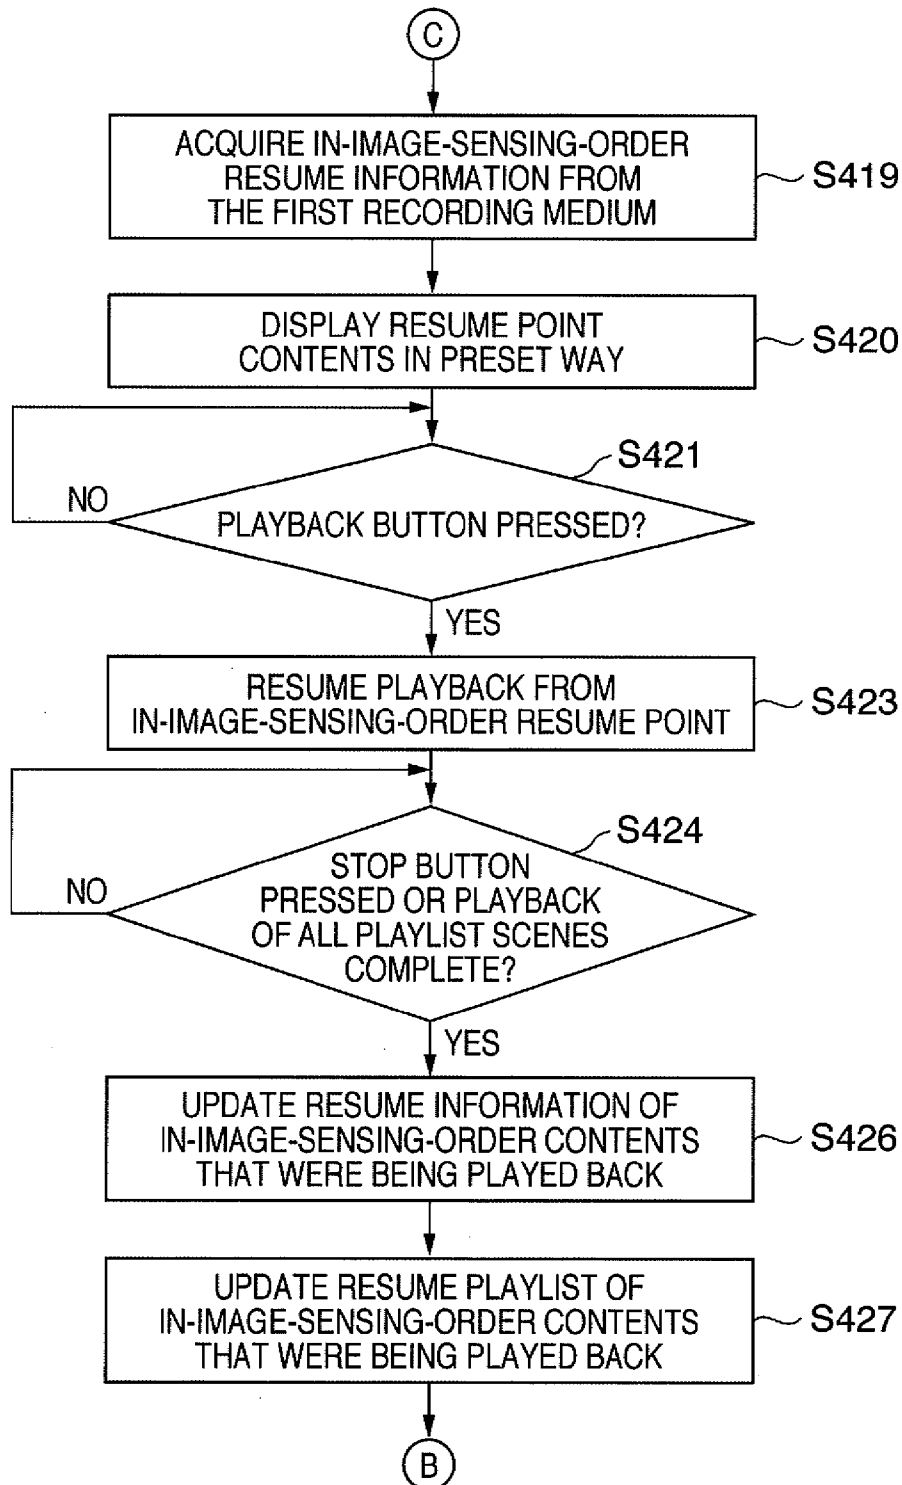 C
ACQUIRE IN-IMAGE-SENSING-ORDER
RESUME INFORMATION FROM
THE FIRST RECORDING MEDIUM
S419
DISPLAY RESUME POINT
CONTENTS IN PRESET WAY
S420
S421
NO
PLAYBACK BUTTON PRESSED?
YES
RESUME PLAYBACK FROM
IN-IMAGE-SENSING-ORDER RESUME POINT
S423
S424
NO
STOP BUTTON
PRESSED OR PLAYBACK
OF ALL PLAYLIST SCENES
COMPLETE?
YES
UPDATE RESUME INFORMATION OF
IN-IMAGE-SENSING-ORDER CONTENTS
THAT WERE BEING PLAYED BACK
S426
UPDATE RESUME PLAYLIST OF
IN-IMAGE-SENSING-ORDER CONTENTS
THAT WERE BEING PLAYED BACK
S427
B